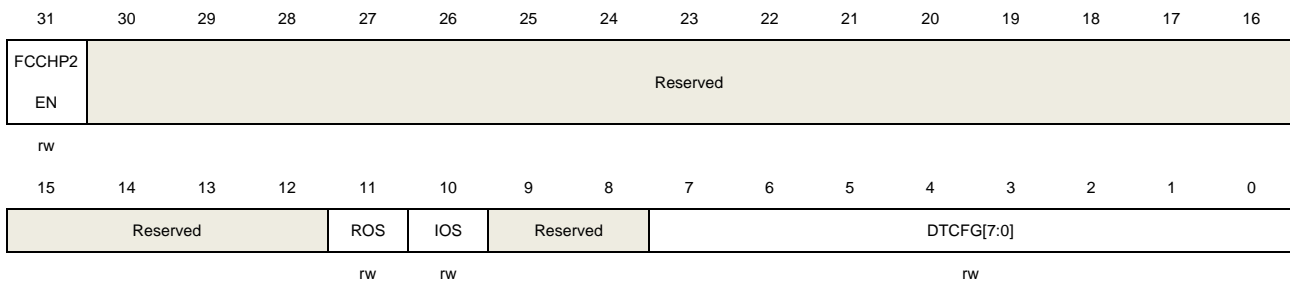 31 30 29 28 27 26 25 24 23 22 21 20 19 18 17 16
FCCHP2
EN
Reserved
rw
15 14 13 12 11 10 9 8 7 6 5 4 3 2 1 0
Reserved ROS IOS Reserved DTCFG[7:0]
rw rw rw